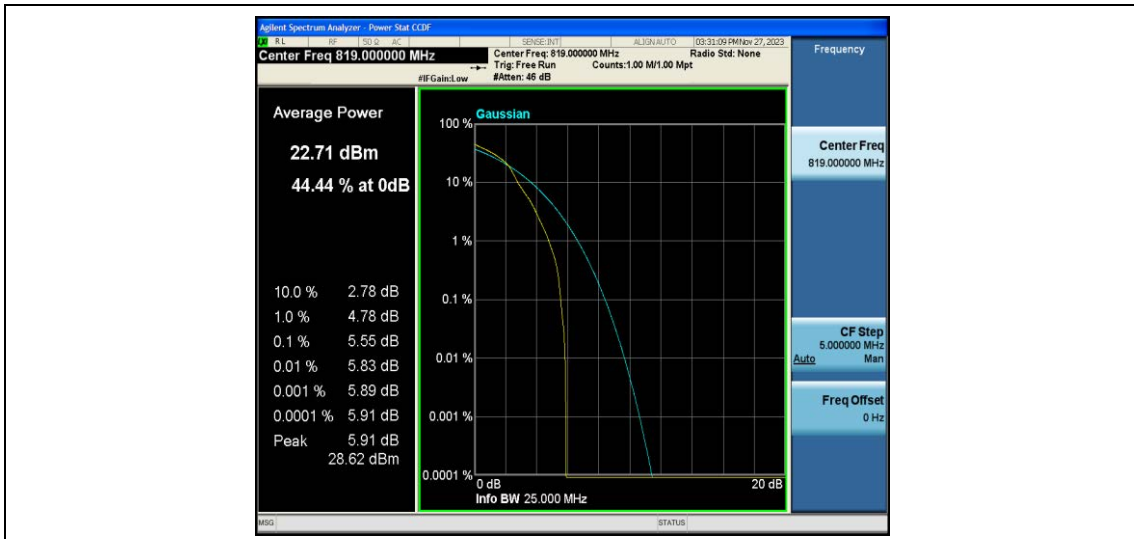 Agilent Spectrum Analyzer - Power Stat CCDF
RL RF 50 Ω AC SENSE:INT ALIGN AUTO 03:31:09 PM Nov 27, 2023
Center Freq 819.000000 MHz
Center Freq: 819.000000 MHz Radio Std: None
Trig: Free Run Counts:1.00 M/1.00 Mpt
#IFGain:Low #Atten: 46 dB
Frequency
Average Power
22.71 dBm
44.44 % at 0dB
10.0 % 2.78 dB
1.0 % 4.78 dB
0.1 % 5.55 dB
0.01 % 5.83 dB
0.001 % 5.89 dB
0.0001 % 5.91 dB
Peak 5.91 dB
28.62 dBm
Gaussian
100 %
10 %
1 %
0.1 %
0.01 %
0.001 %
0.0001 %
0 dB 20 dB
Info BW 25.000 MHz
Center Freq
819.000000 MHz
CF Step
5.000000 MHz
Auto Man
Freq Offset
0 Hz
MSG STATUS